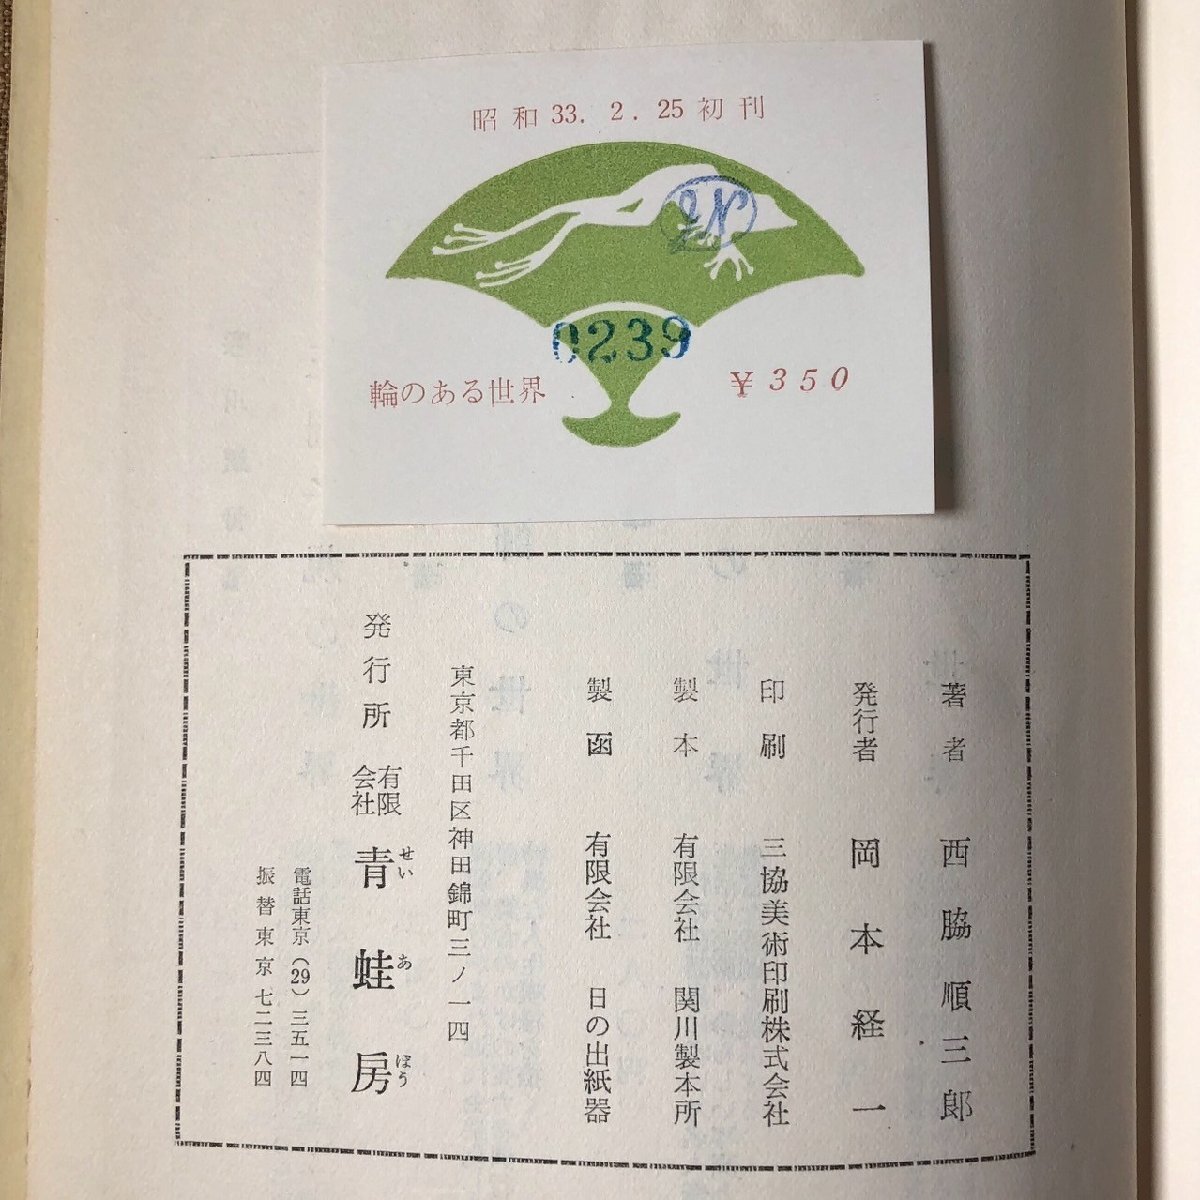 昭和33.2.25初刊
0239
輪のある世界
¥350
著者 西脇順三郎
発行者 岡本経一
印刷 三協美術印刷株式会社
製本 有限会社 関川製本所
製函 有限会社 日の出紙器
東京都千田区神田錦町三ノ一四
発行所 有限会社 青蛙房
せいあぼう
電話東京(29)三五一四
振替東京七二三八四